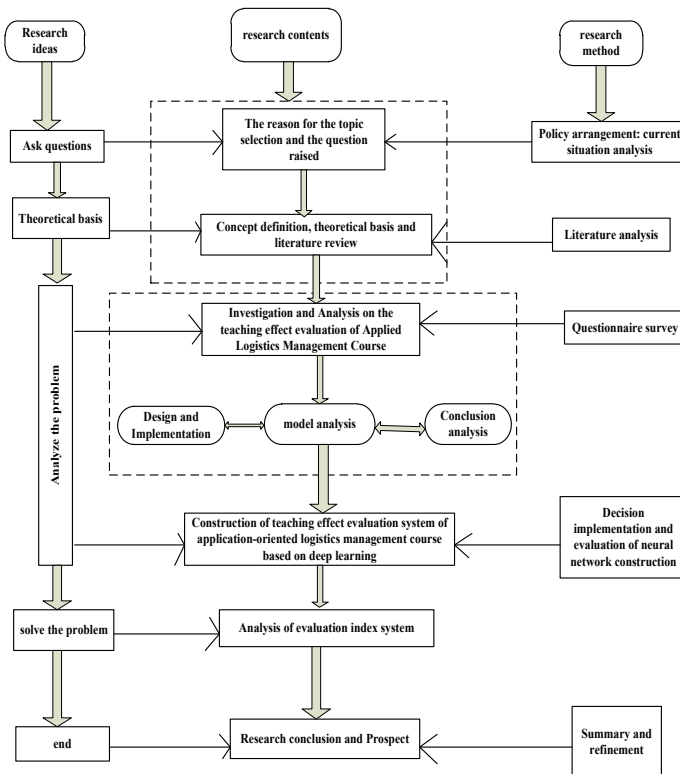 Research
ideas
research contents
research
method
Ask questions
The reason for the topic
selection and the question
raised
Policy arrangement: current
situation analysis
Theoretical basis
Concept definition, theoretical basis and
literature review
Literature analysis
Analyze the problem
Investigation and Analysis on the
teaching effect evaluation of Applied
Logistics Management Course
Questionnaire survey
Design and
Implementation
model analysis
Conclusion
analysis
Construction of teaching effect evaluation system of
application-oriented logistics management course
based on deep learning
Decision
implementation and
evaluation of neural
network construction
solve the problem
Analysis of evaluation index system
end
Research conclusion and Prospect
Summary and
refinement